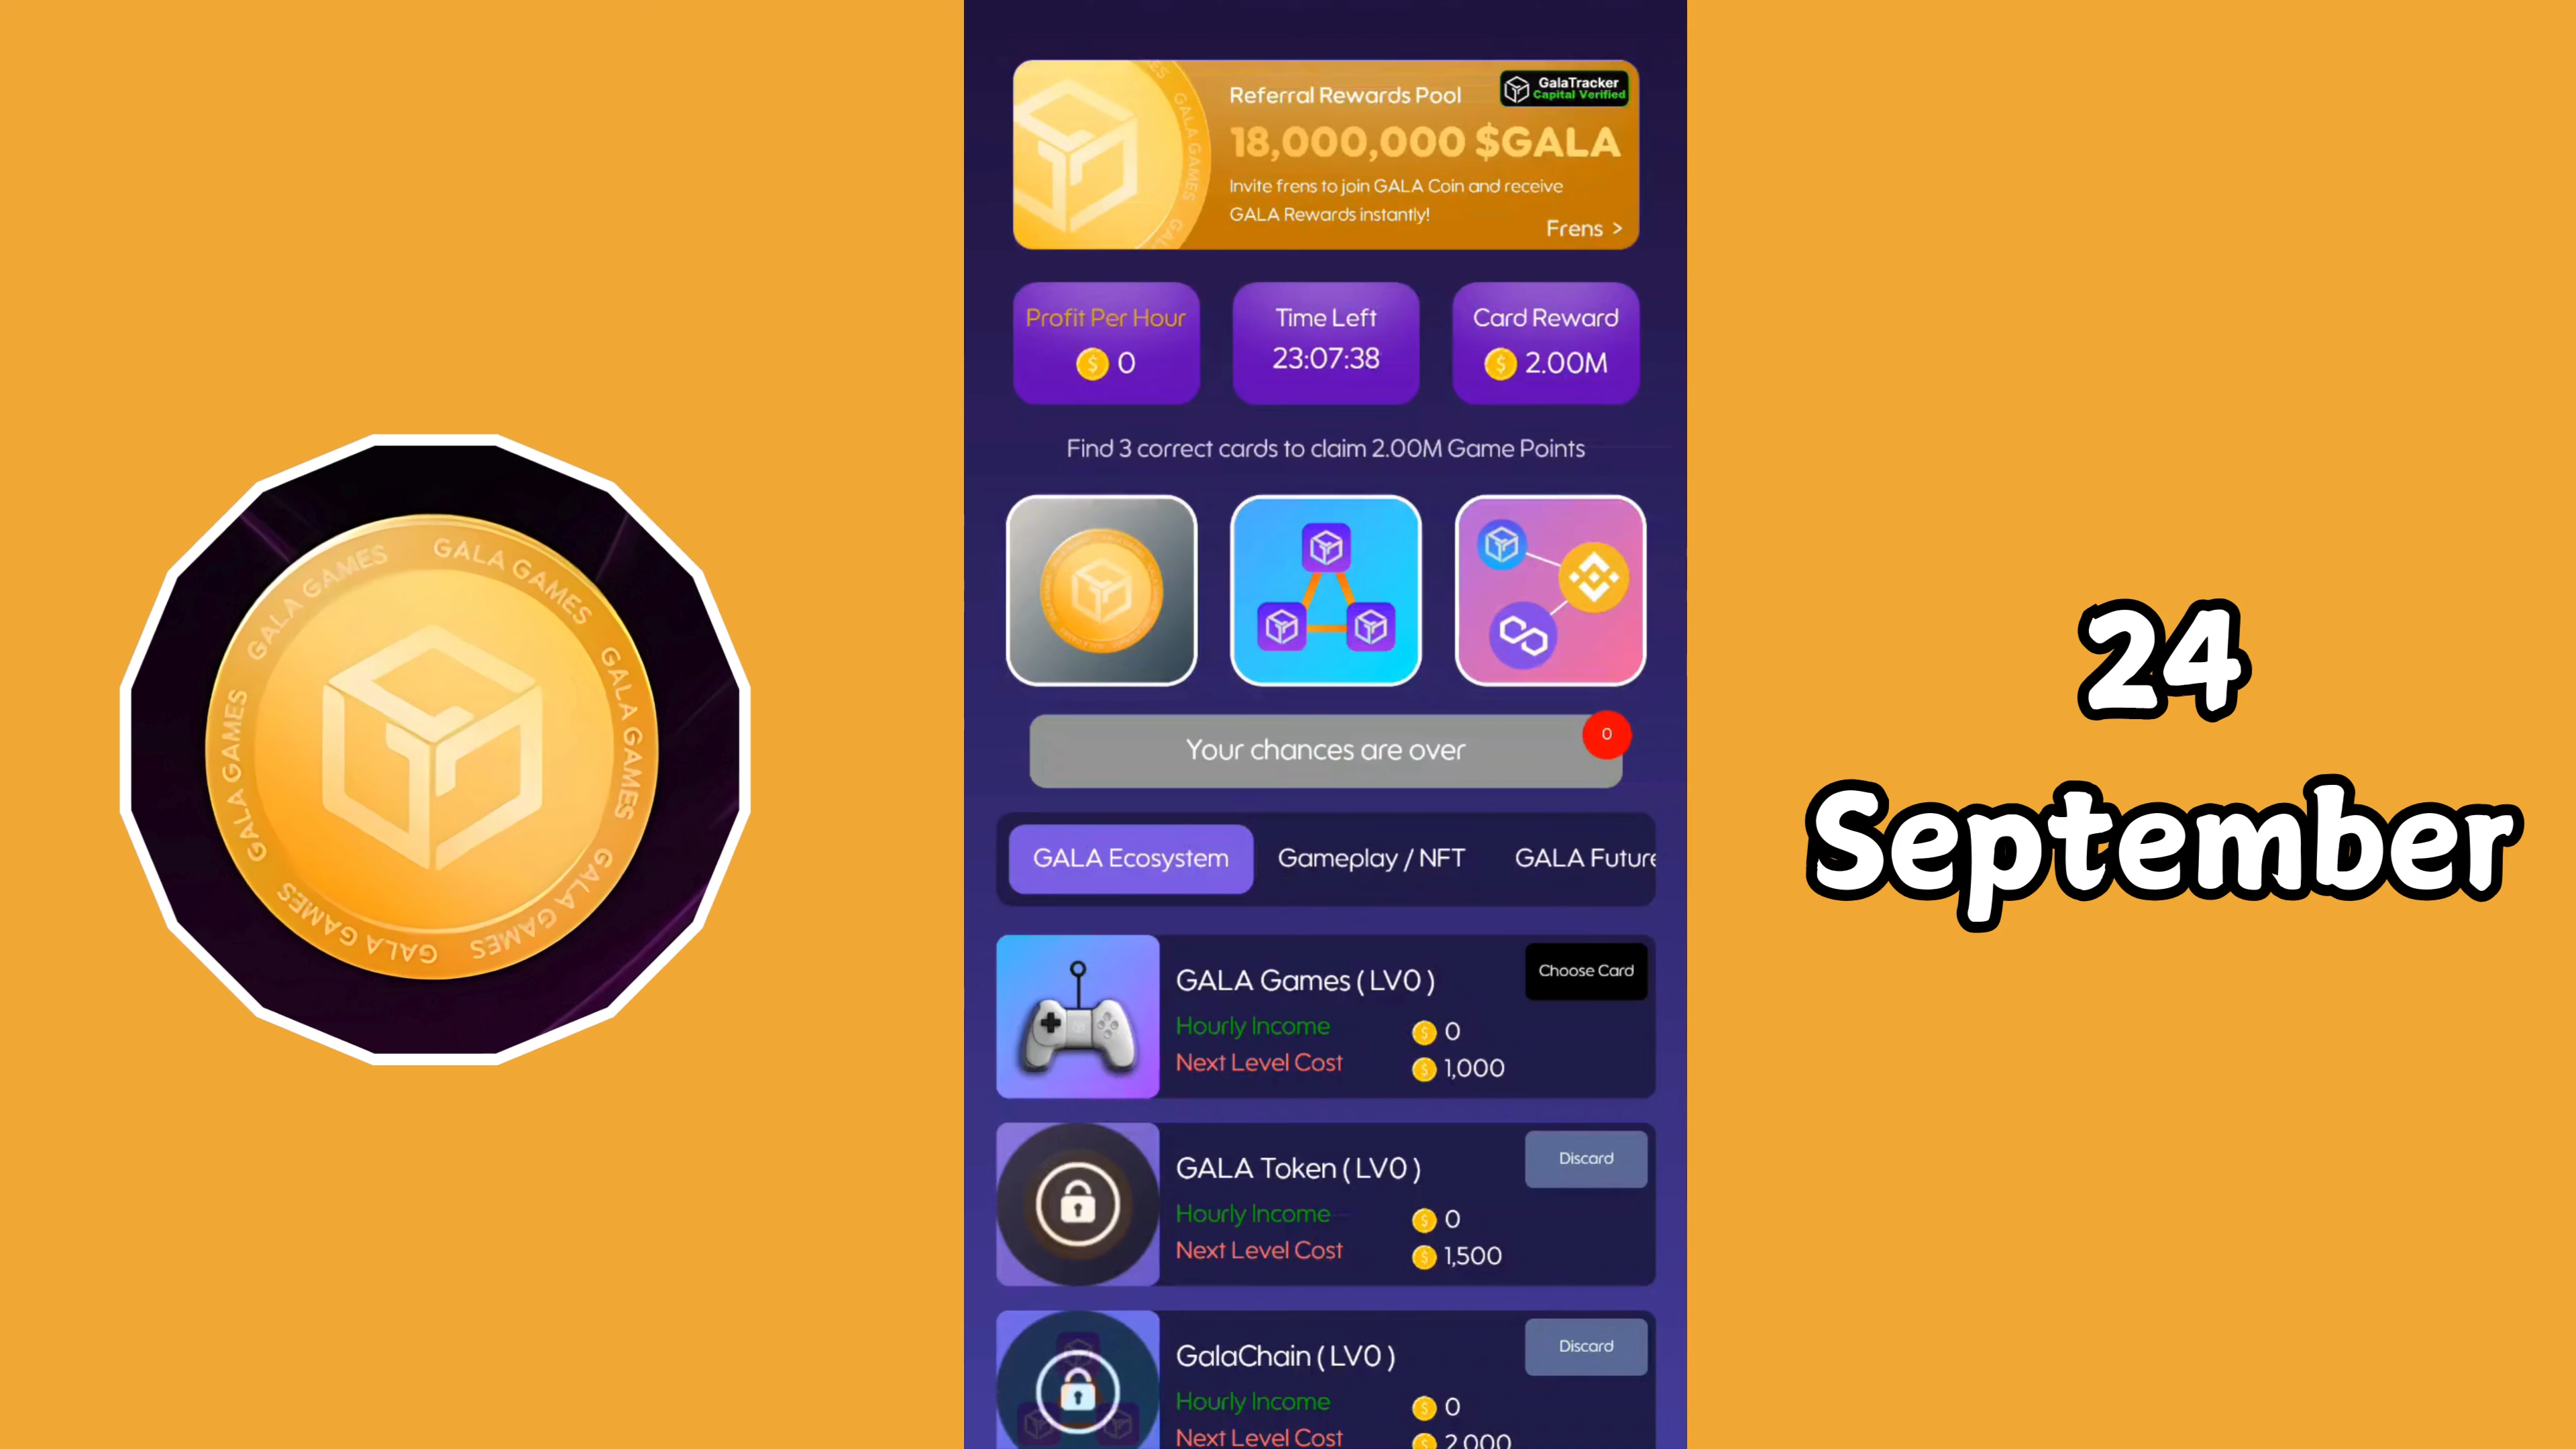 GALA GAMES GALA GAMES GALA GAMES GALA GAMES GALA GAMES
GALA GAMES
Referral Rewards Pool
GalaTracker
Capital Verified
18,000,000 $GALA
Invite frens to join GALA Coin and receive
GALA Rewards instantly!
Frens >
Profit Per Hour
0
Time Left
23:07:38
Card Reward
2.00M
Find 3 correct cards to claim 2.00M Game Points
Your chances are over
0
GALA Ecosystem
Gameplay / NFT
GALA Future
GALA Games ( LV0 )
Choose Card
Hourly Income
0
Next Level Cost
1,000
GALA Token ( LV0 )
Discard
Hourly Income
0
Next Level Cost
1,500
GalaChain ( LV0 )
Discard
Hourly Income
0
Next Level Cost
2,000
24
September